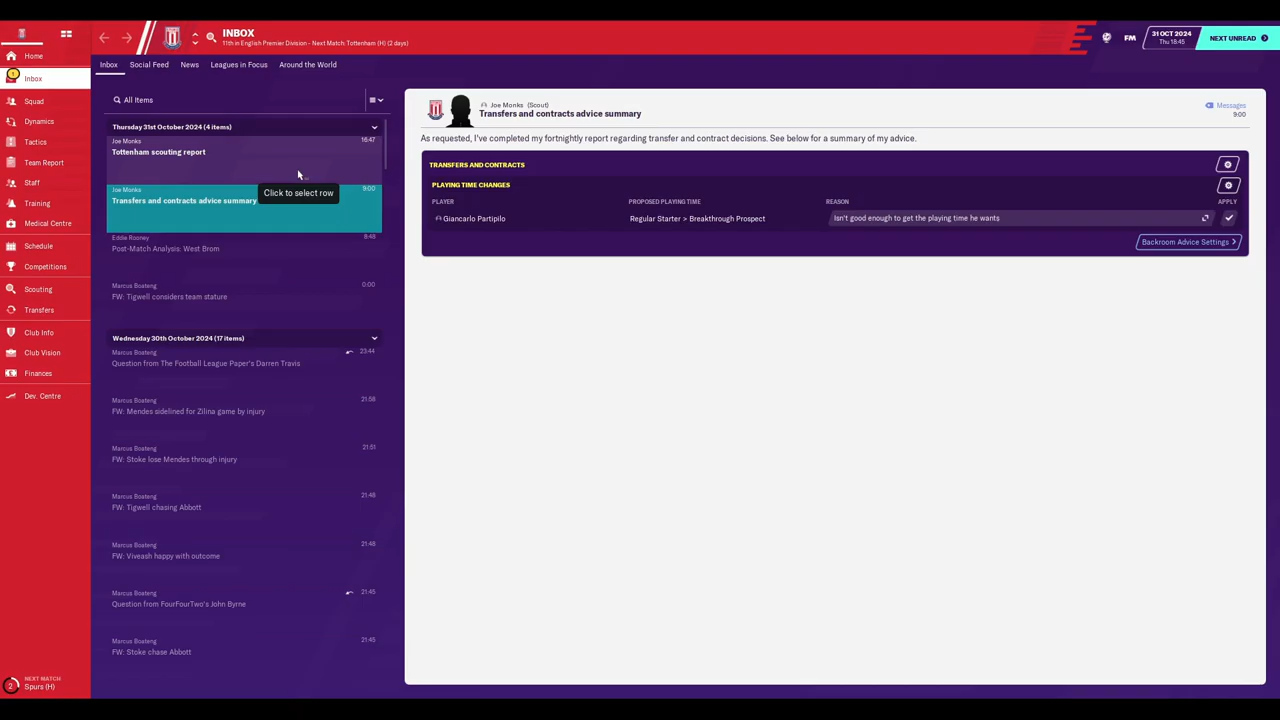 INBOX
11th in English Premier Division - Next Match: Tottenham (H) (2 days)
FM
31 OCT 2024
Thu 18:45
NEXT UNREAD
Home
1
Inbox
Squad
Dynamics
Tactics
Team Report
Staff
Training
Medical Centre
Schedule
Competitions
Scouting
Transfers
Club Info
Club Vision
Finances
Dev. Centre
2
NEXT MATCH
Spurs (H)
Inbox Social Feed News Leagues in Focus Around the World
All Items
Thursday 31st October 2024 (4 items)
Joe Monks 16:47
Tottenham scouting report
Click to select row
Joe Monks 9:00
Transfers and contracts advice summary
Eddie Rooney 8:48
Post-Match Analysis: West Brom
Marcus Boateng 0:00
FW: Tigwell considers team stature
Wednesday 30th October 2024 (17 items)
Marcus Boateng 23:44
Question from The Football League Paper's Darren Travis
Marcus Boateng 21:58
FW: Mendes sidelined for Zilina game by injury
Marcus Boateng 21:51
FW: Stoke lose Mendes through injury
Marcus Boateng 21:48
FW: Tigwell chasing Abbott
Marcus Boateng 21:48
FW: Viveash happy with outcome
Marcus Boateng 21:45
Question from FourFourTwo's John Byrne
Marcus Boateng 21:45
FW: Stoke chase Abbott
Joe Monks (Scout)
Transfers and contracts advice summary
Messages
9:00
As requested, I've completed my fortnightly report regarding transfer and contract decisions. See below for a summary of my advice.
TRANSFERS AND CONTRACTS
PLAYING TIME CHANGES
PLAYER PROPOSED PLAYING TIME REASON APPLY
Giancarlo Partipilo Regular Starter > Breakthrough Prospect Isn't good enough to get the playing time he wants
Backroom Advice Settings >